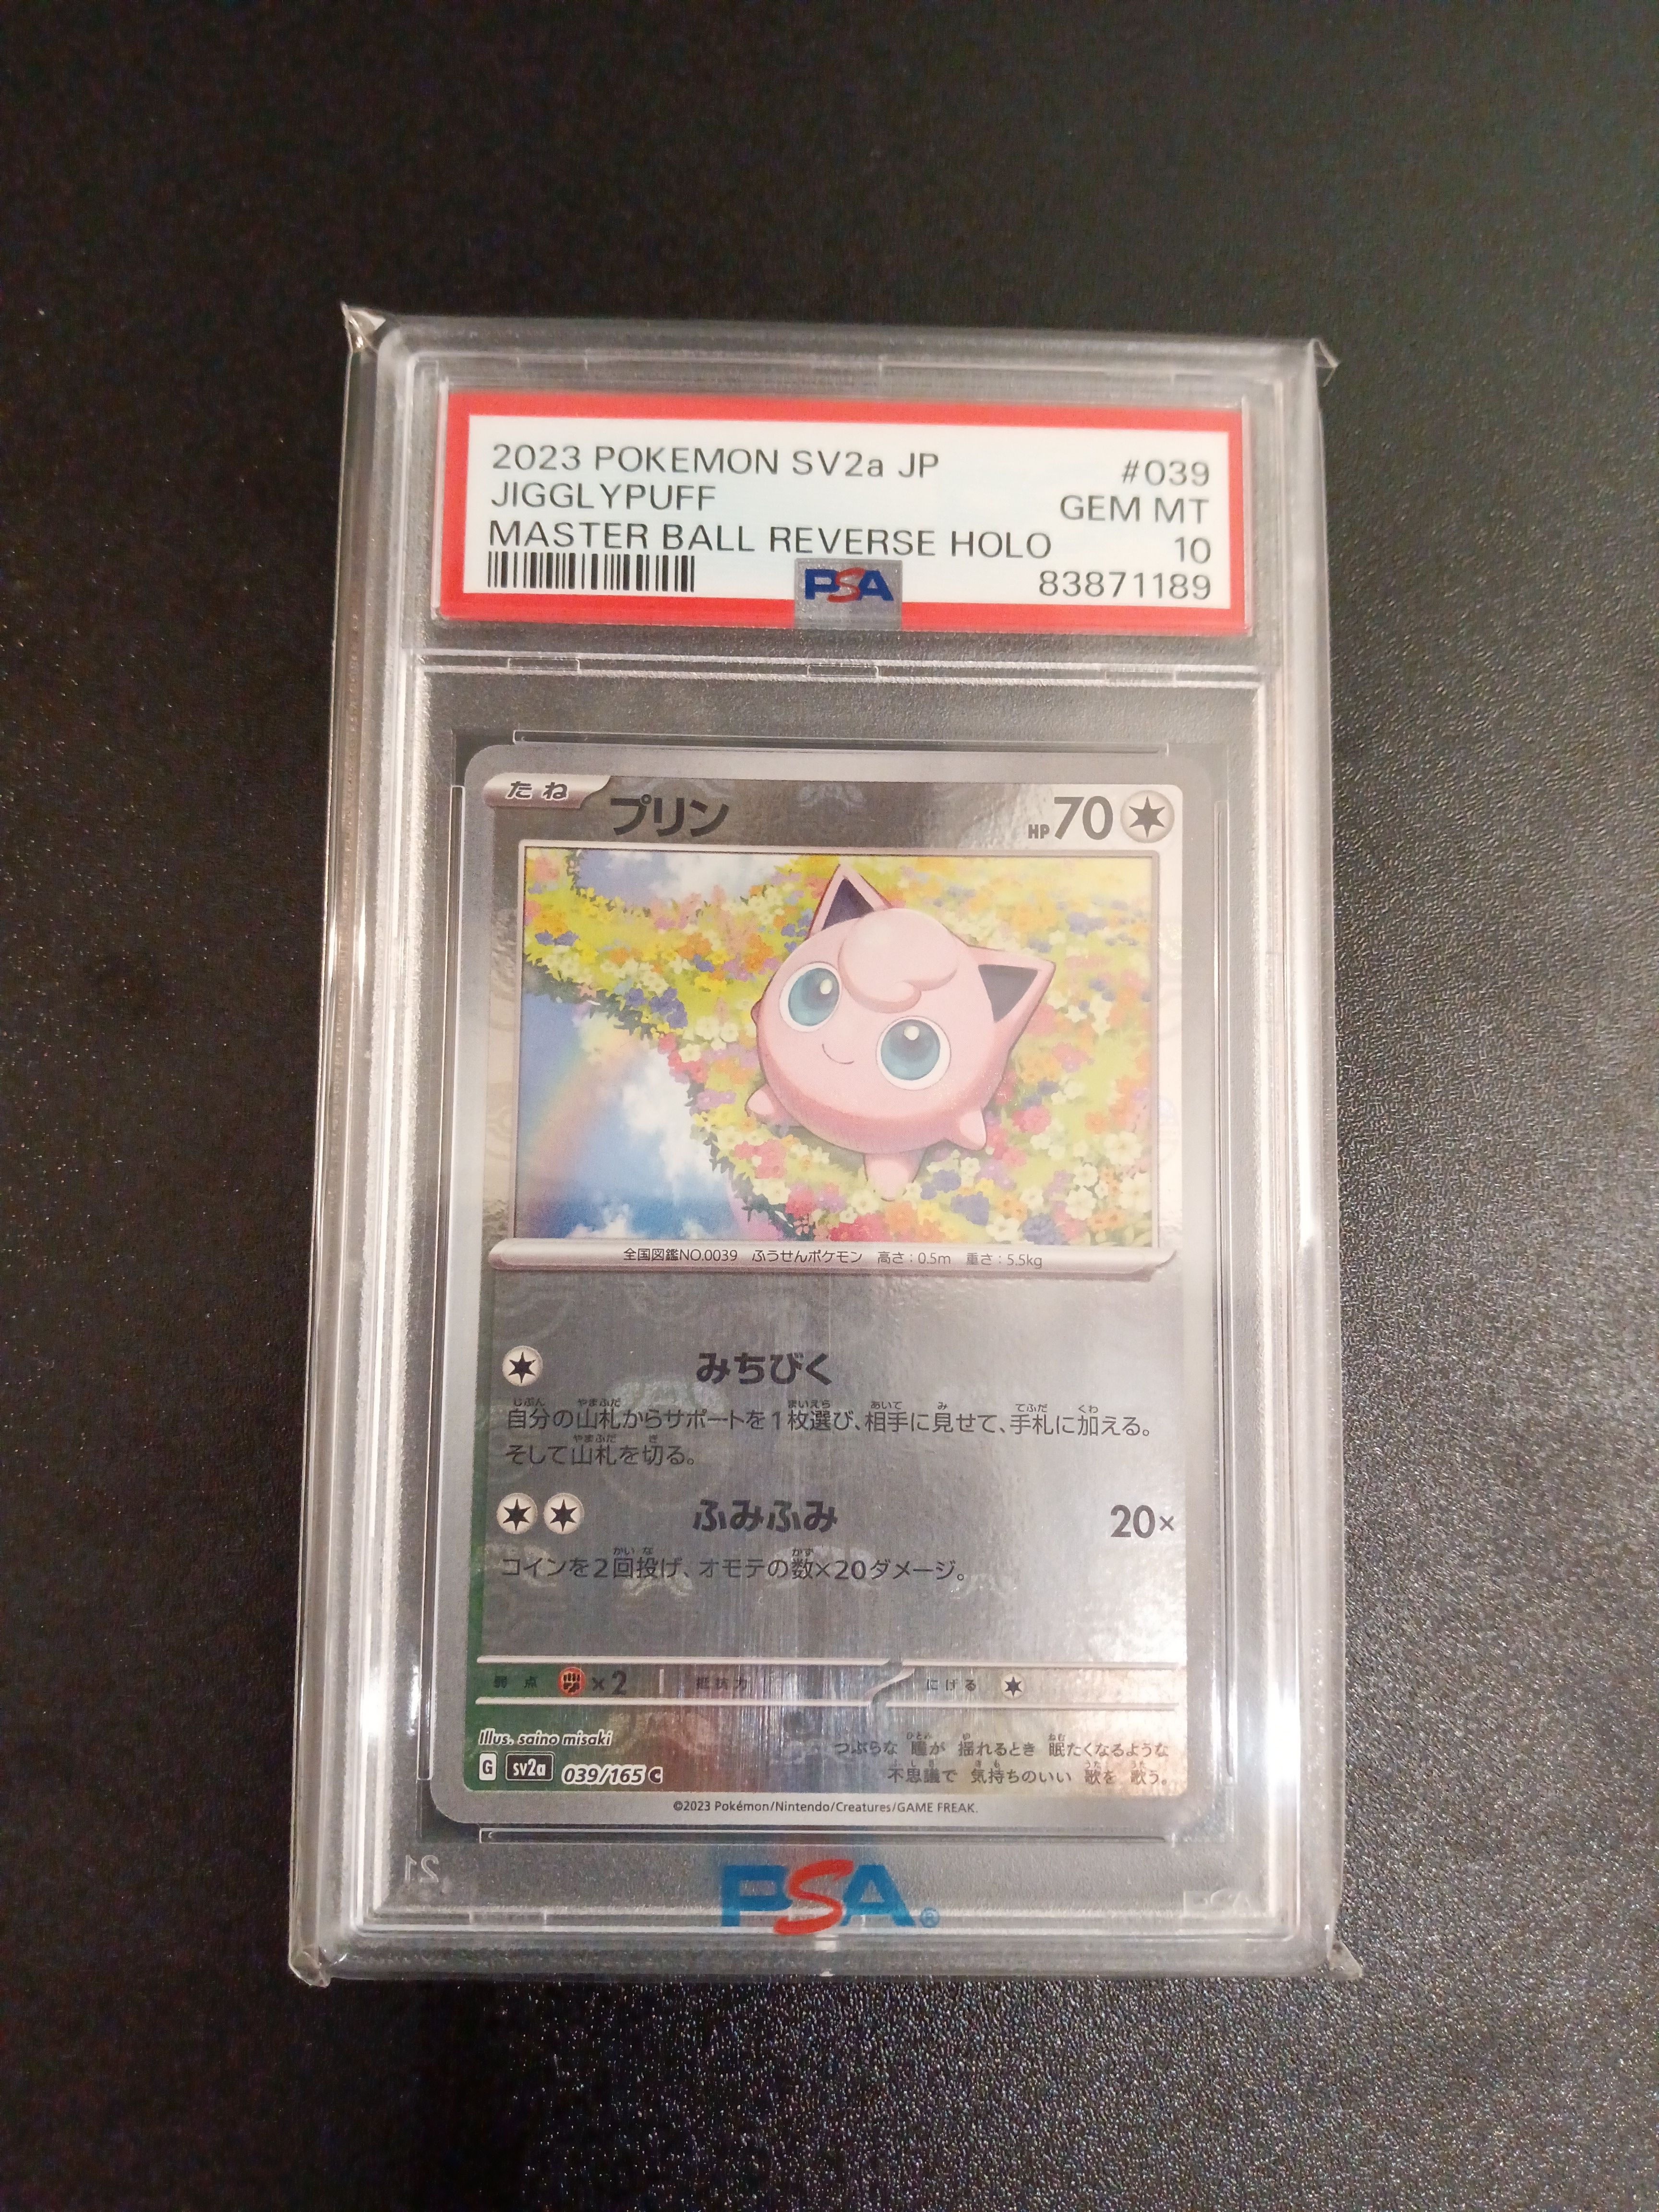 2023 POKEMON SV2a JP #039
JIGGLYPUFF GEM MT
MASTER BALL REVERSE HOLO 10
PSA 83871189
たね プリン HP70
全国図鑑NO.0039 ふうせんポケモン 高さ:0.5m 重さ:5.5kg
みちびく
自分の山札からサポートを1枚選び、相手に見せて、手札に加える。
そして山札を切る。
ふみふみ 20×
コインを2回投げ、オモテの数×20ダメージ。
弱点 ×2 抵抗力 にげる
Illus. saino misaki
つぶらな 瞳が 揺れるとき 眠たくなるような
G sv2a 039/165 C
不思議で 気持ちのいい 歌を 歌う。
©2023 Pokémon/Nintendo/Creatures/GAME FREAK.
21
PSA®
PSA